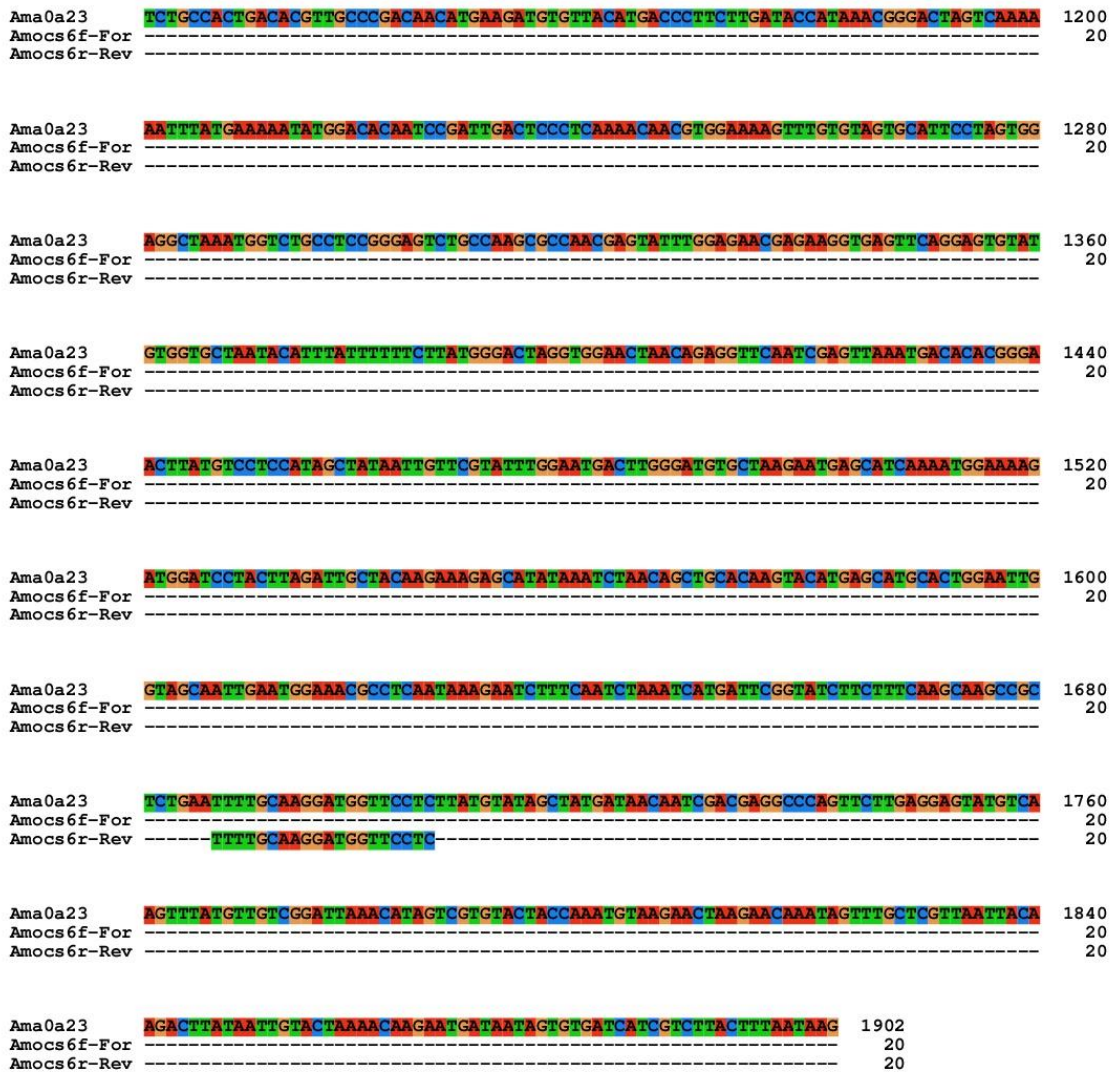 Ama0a23 TCTGCCACTGACACGTTGCCCGACAACATGAAGATGTGTTACATGACCCTTCTTGATACCATAAACGGGACTAGTCAAAA 1200
Amocs6f-For -------------------------------------------------------------------------------- 20
Amocs6r-Rev --------------------------------------------------------------------------------
Ama0a23 AATTTATGAAAAATATGGACACAATCCGATTGACTCCCTCAAAACAACGTGGAAAAGTTTGTGTAGTGCATTCCTAGTGG 1280
Amocs6f-For -------------------------------------------------------------------------------- 20
Amocs6r-Rev --------------------------------------------------------------------------------
Ama0a23 AGGCTAAATGGTCTGCCTCCGGGAGTCTGCCAAGCGCCAACGAGTATTTGGAGAACGAGAAGGTGAGTTCAGGAGTGTAT 1360
Amocs6f-For -------------------------------------------------------------------------------- 20
Amocs6r-Rev --------------------------------------------------------------------------------
Ama0a23 GTGGTGCTAATACATTTATTTTTTCTTATGGGACTAGGTGGAACTAACAGAGGTTCAATCGAGTTAAATGACACACGGGA 1440
Amocs6f-For -------------------------------------------------------------------------------- 20
Amocs6r-Rev --------------------------------------------------------------------------------
Ama0a23 ACTTATGTCCTCCATAGCTATAATTGTTCGTATTTGGAATGACTTGGGATGTGCTAAGAATGAGCATCAAAATGGAAAAG 1520
Amocs6f-For -------------------------------------------------------------------------------- 20
Amocs6r-Rev --------------------------------------------------------------------------------
Ama0a23 ATGGATCCTACTTAGATTGCTACAAGAAAGAGCATATAAATCTAACAGCTGCACAAGTACATGAGCATGCACTGGAATTG 1600
Amocs6f-For -------------------------------------------------------------------------------- 20
Amocs6r-Rev --------------------------------------------------------------------------------
Ama0a23 GTAGCAATTGAATGGAAACGCCTCAATAAAGAATCTTTCAATCTAAATCATGATTCGGTATCTTCTTTCAAGCAAGCCGC 1680
Amocs6f-For -------------------------------------------------------------------------------- 20
Amocs6r-Rev --------------------------------------------------------------------------------
Ama0a23 TCTGAATTTTGCAAGGATGGTTCCTCTTATGTATAGCTATGATAACAATCGACGAGGCCCAGTTCTTGAGGAGTATGTCA 1760
Amocs6f-For -------------------------------------------------------------------------------- 20
Amocs6r-Rev ------TTTTGCAAGGATGGTTCCTC------------------------------------------------------ 20
Ama0a23 AGTTTATGTTGTCGGATTAAACATAGTCGTGTACTACCAAATGTAAGAACTAAGAACAAATAGTTTGCTCGTTAATTACA 1840
Amocs6f-For -------------------------------------------------------------------------------- 20
Amocs6r-Rev -------------------------------------------------------------------------------- 20
Ama0a23 AGACTTATAATTGTACTAAAACAAGAATGATAATAGTGTGATCATCGTCTTACTTTAATAAG 1902
Amocs6f-For -------------------------------------------------------------- 20
Amocs6r-Rev -------------------------------------------------------------- 20